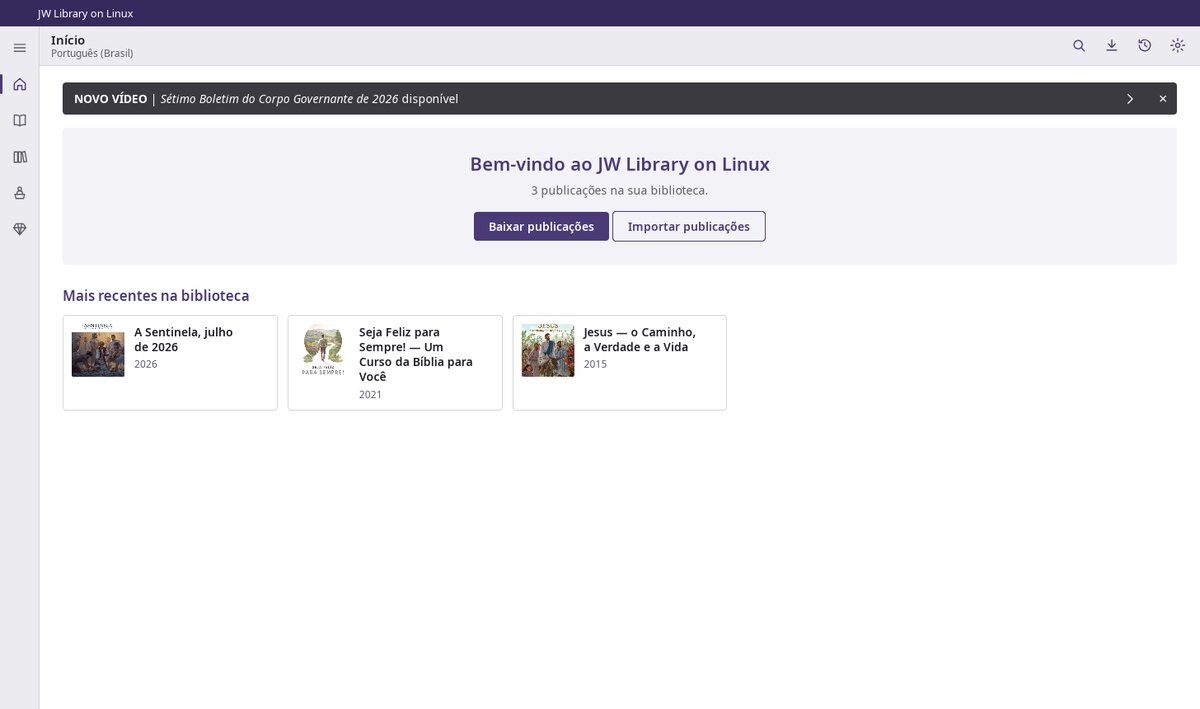 JW Library on Linux
Início
Português (Brasil)
NOVO VÍDEO | Sétimo Boletim do Corpo Governante de 2026 disponível
Bem-vindo ao JW Library on Linux
3 publicações na sua biblioteca.
Baixar publicações
Importar publicações
Mais recentes na biblioteca
A Sentinela, julho
de 2026
2026
PARA SEMPRE!
Seja Feliz para
Sempre! — Um
Curso da Bíblia para
Você
2021
JESUS
Jesus — o Caminho,
a Verdade e a Vida
2015